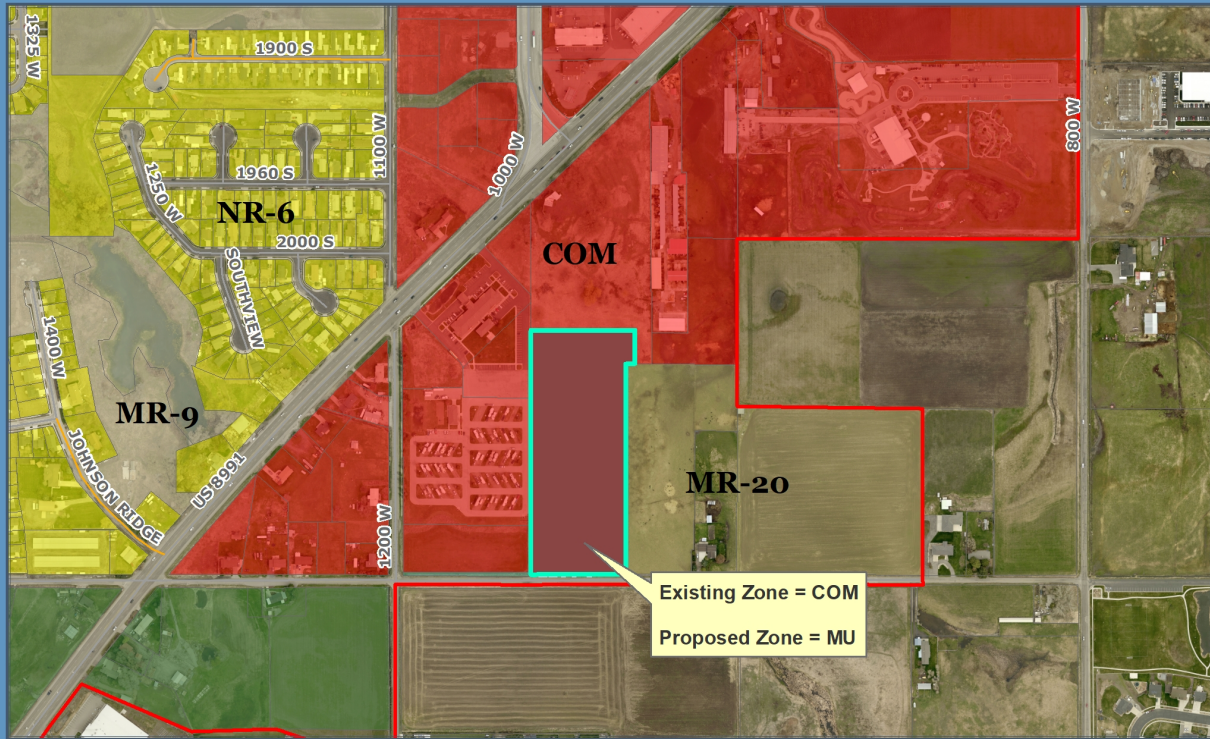 1325 W
1900 S
1100 W
1000 W
800 W
1960 S
1250 W
NR-6
2000 S
COM
SOUTHVIEW
1400 W
MR-9
US 8991
JOHNSON RIDGE
1200 W
MR-20
Existing Zone = COM
Proposed Zone = MU